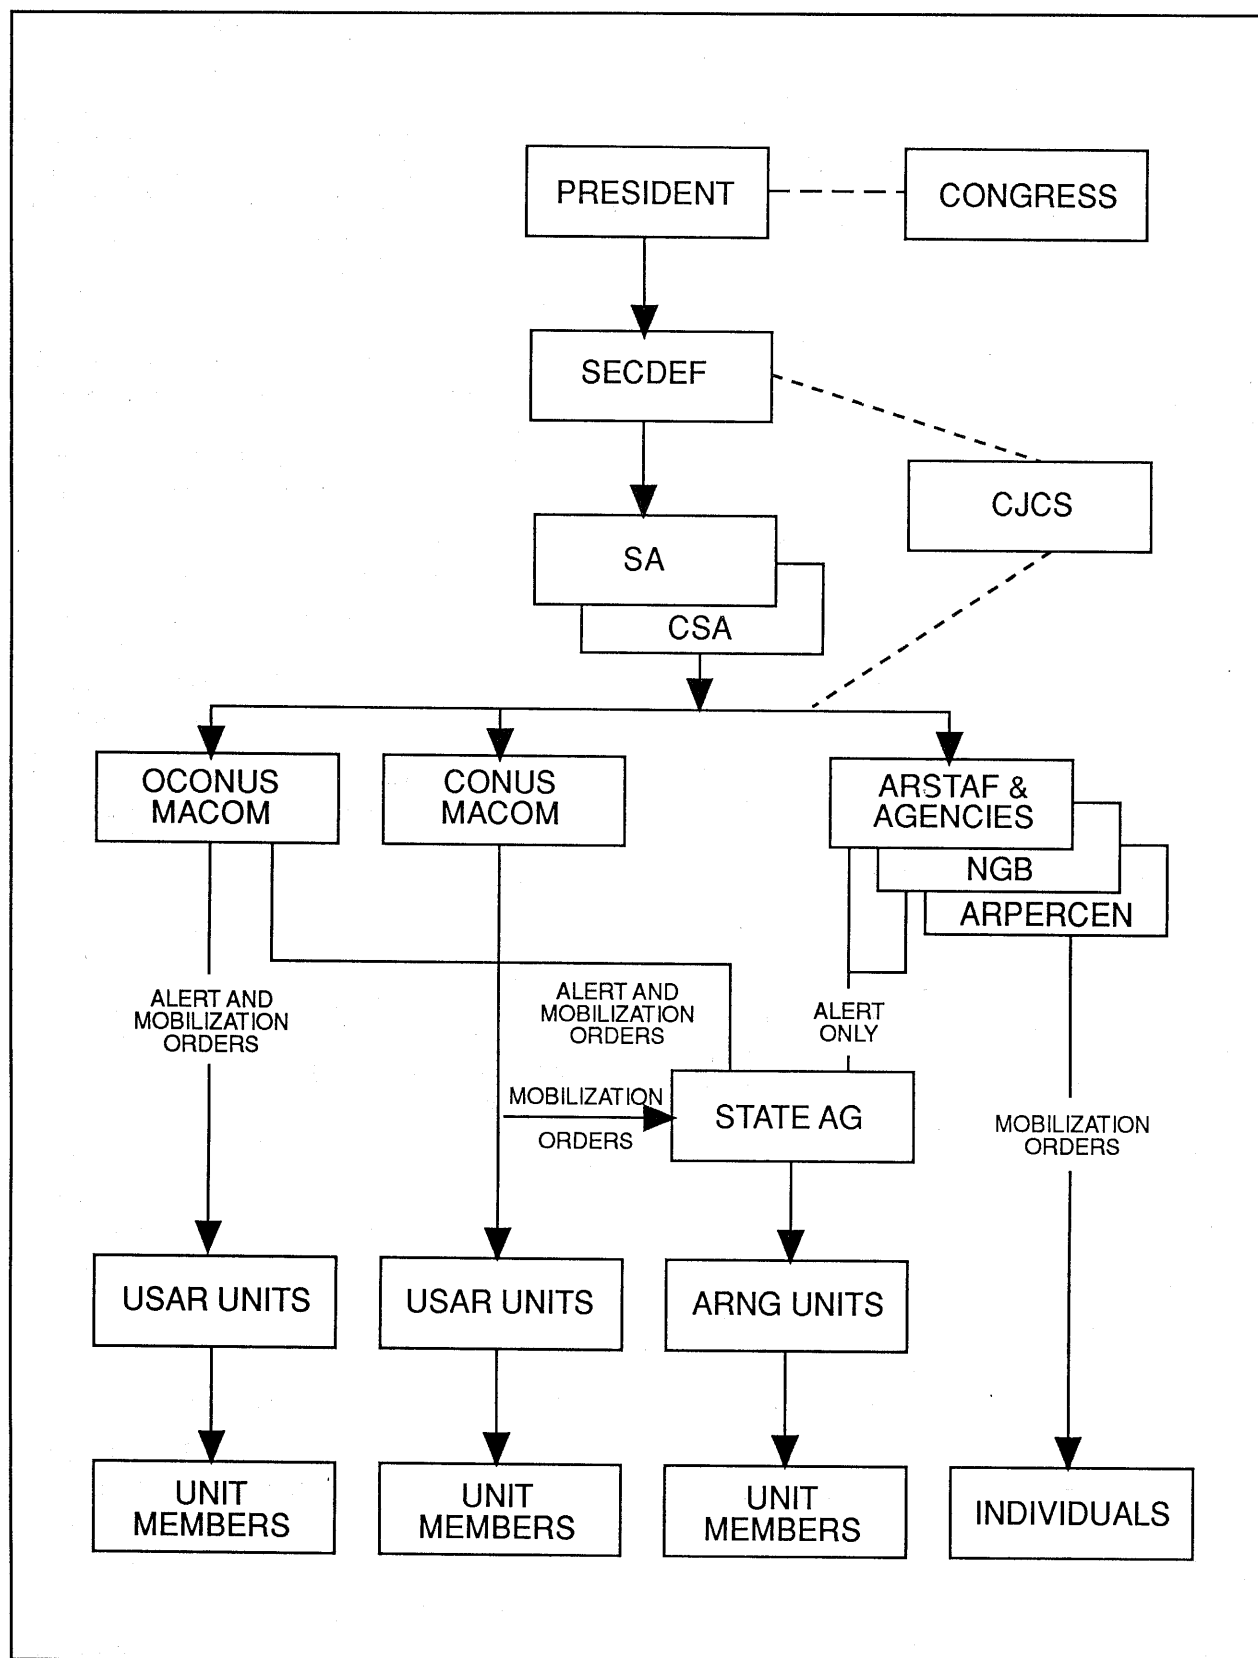 PRESIDENT
CONGRESS
SECDEF
CJCS
SA
CSA
OCONUS
MACOM
CONUS
MACOM
ARSTAF &
AGENCIES
NGB
ARPERCEN
ALERT AND
MOBILIZATION
ORDERS
ALERT AND
MOBILIZATION
ORDERS
ALERT
ONLY
MOBILIZATION
ORDERS
STATE AG
MOBILIZATION
ORDERS
USAR UNITS
USAR UNITS
ARNG UNITS
UNIT
MEMBERS
UNIT
MEMBERS
UNIT
MEMBERS
INDIVIDUALS